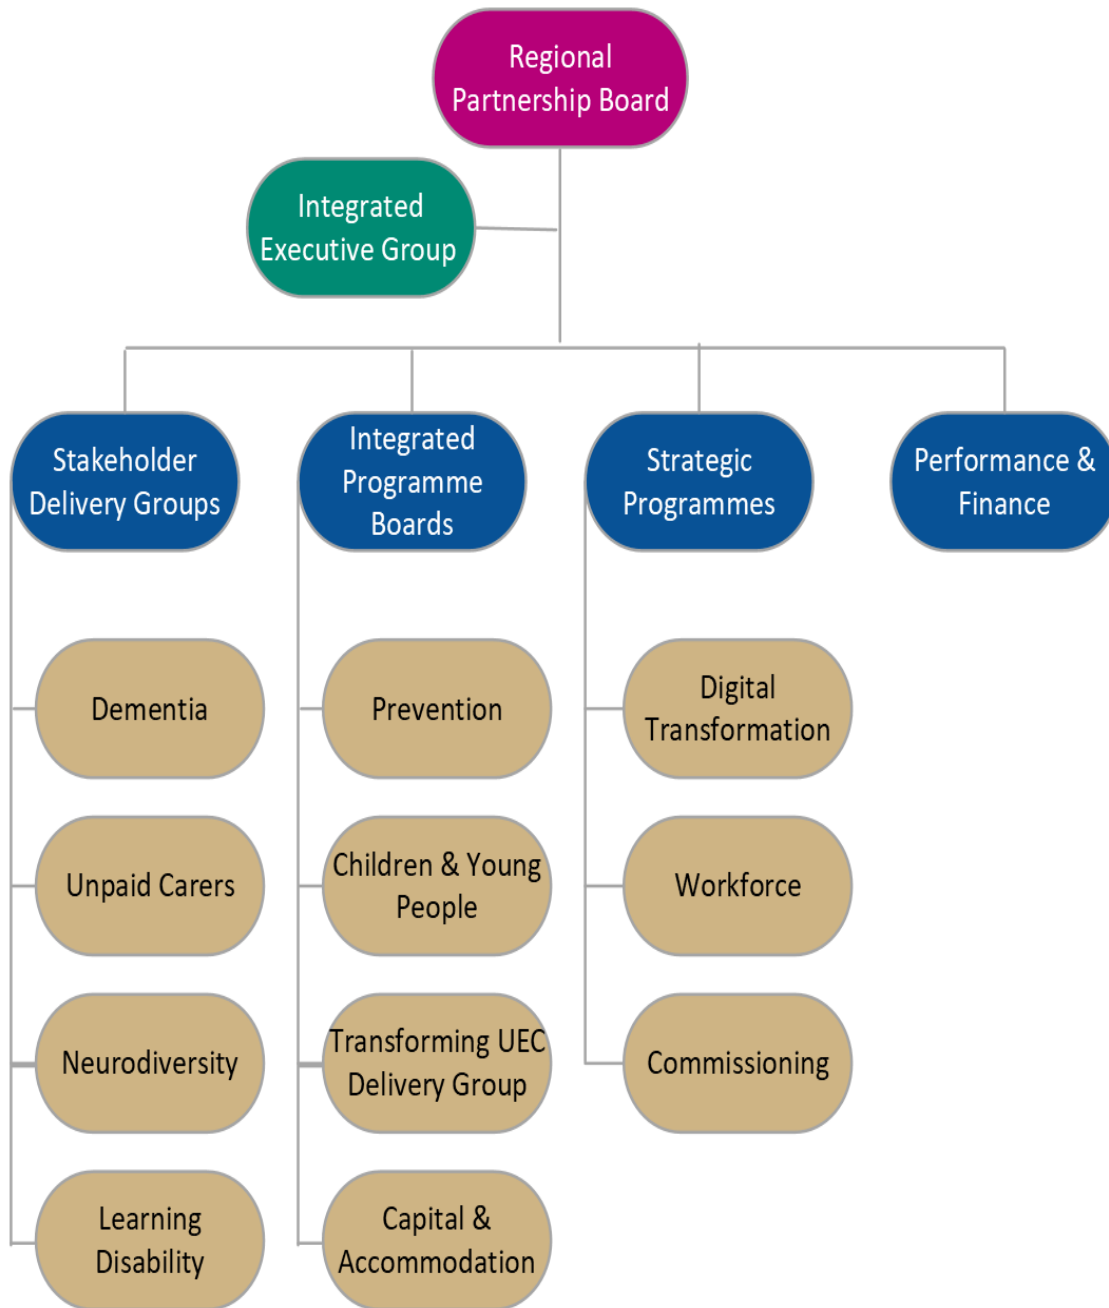 Regional
Partnership Board
Integrated
Executive Group
Stakeholder
Delivery Groups
Integrated
Programme
Boards
Strategic
Programmes
Performance &
Finance
Dementia
Prevention
Digital
Transformation
Unpaid Carers
Children & Young
People
Workforce
Neurodiversity
Transforming UEC
Delivery Group
Commissioning
Learning
Disability
Capital &
Accommodation